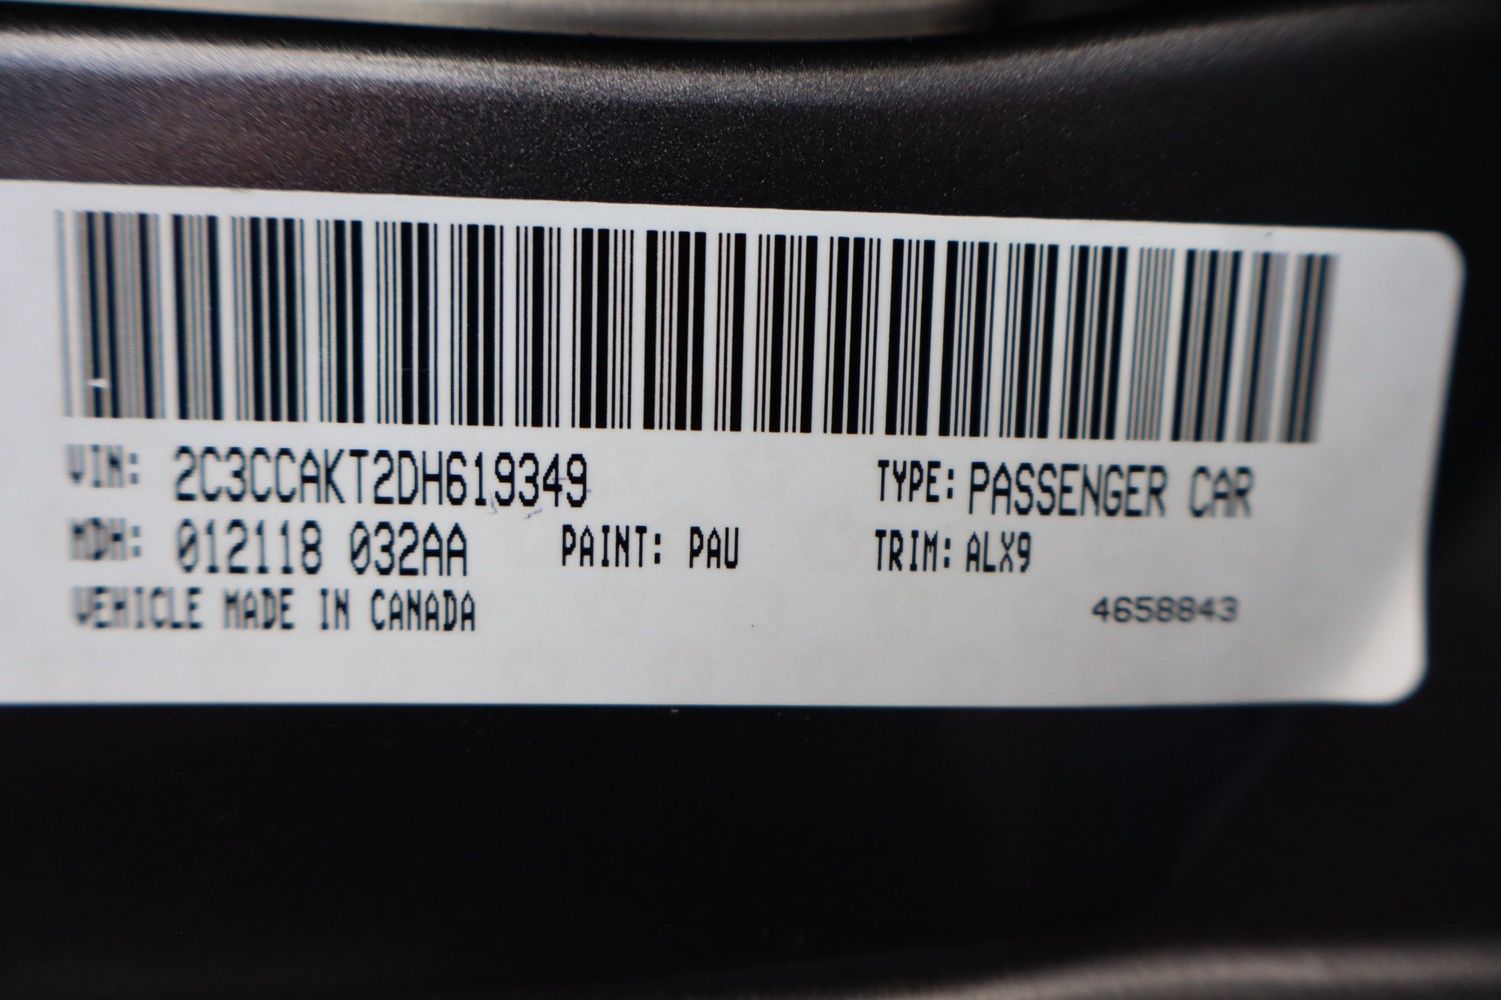 VIN: 2C3CCAKT2DH619349 TYPE: PASSENGER CAR
MDH: 012118 032AA PAINT: PAU TRIM: ALX9
VEHICLE MADE IN CANADA 4658843